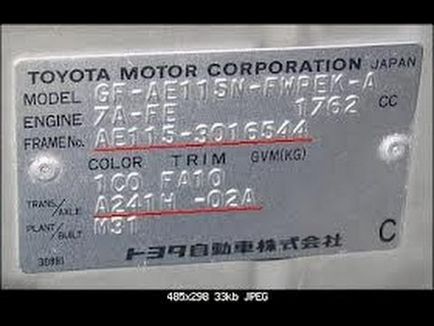 TOYOTA MOTOR CORPORATION JAPAN
MODEL GF-AE115N-FWPEK-A
ENGINE 7A-FE 1762 CC
FRAME No. AE115-3016544
COLOR TRIM GVM(KG)
1C0 FA10
TRANS/AXLE A241H -02A
PLANT/BUILT M31
C
トヨタ自動車株式会社
485x298 33kb JPEG